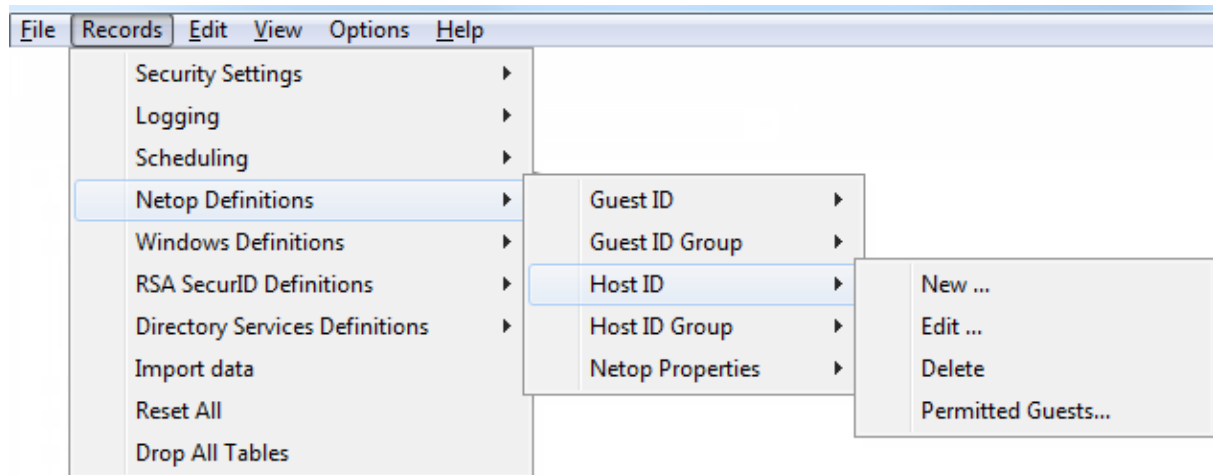 File Records Edit View Options Help
Security Settings
Logging
Scheduling
Netop Definitions
Windows Definitions
RSA SecurID Definitions
Directory Services Definitions
Import data
Reset All
Drop All Tables
Guest ID
Guest ID Group
Host ID
Host ID Group
Netop Properties
New ...
Edit ...
Delete
Permitted Guests...